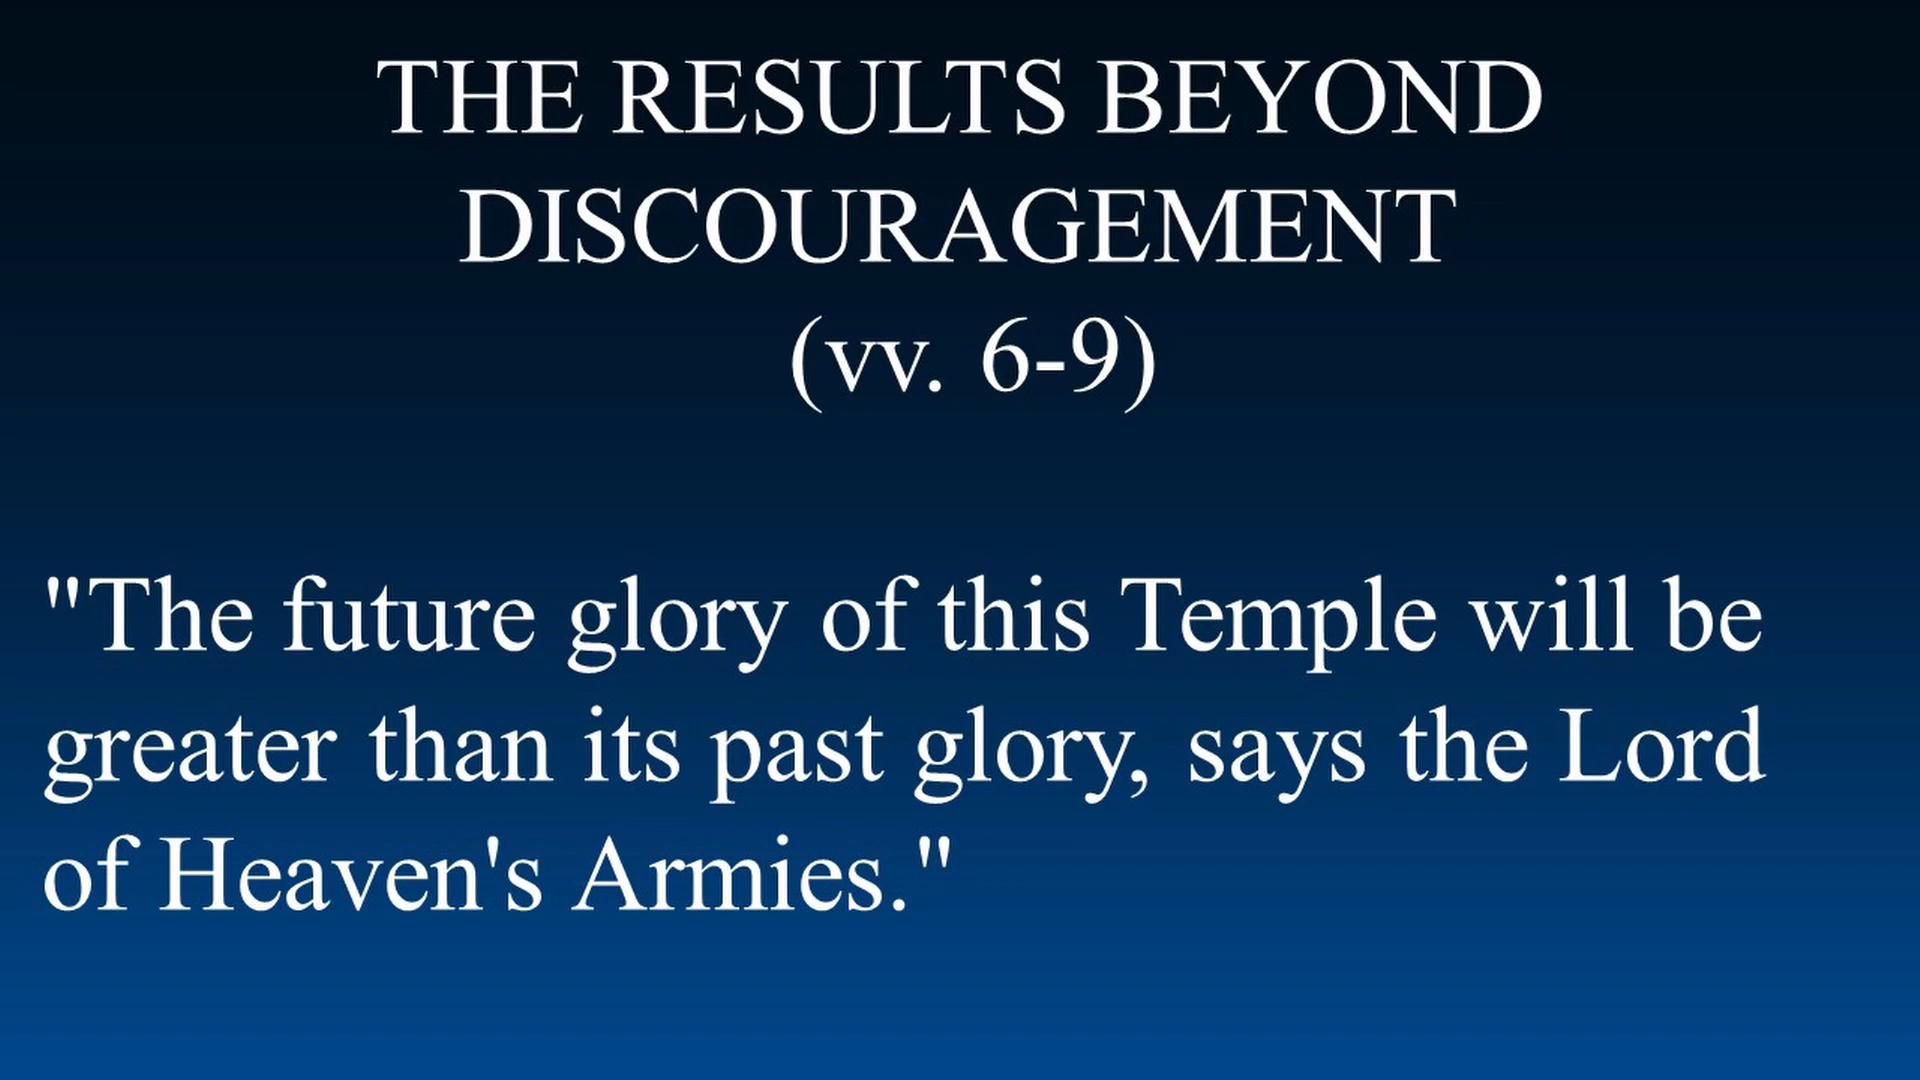 THE RESULTS BEYOND
DISCOURAGEMENT
(vv. 6-9)
"The future glory of this Temple will be
greater than its past glory, says the Lord
of Heaven's Armies."